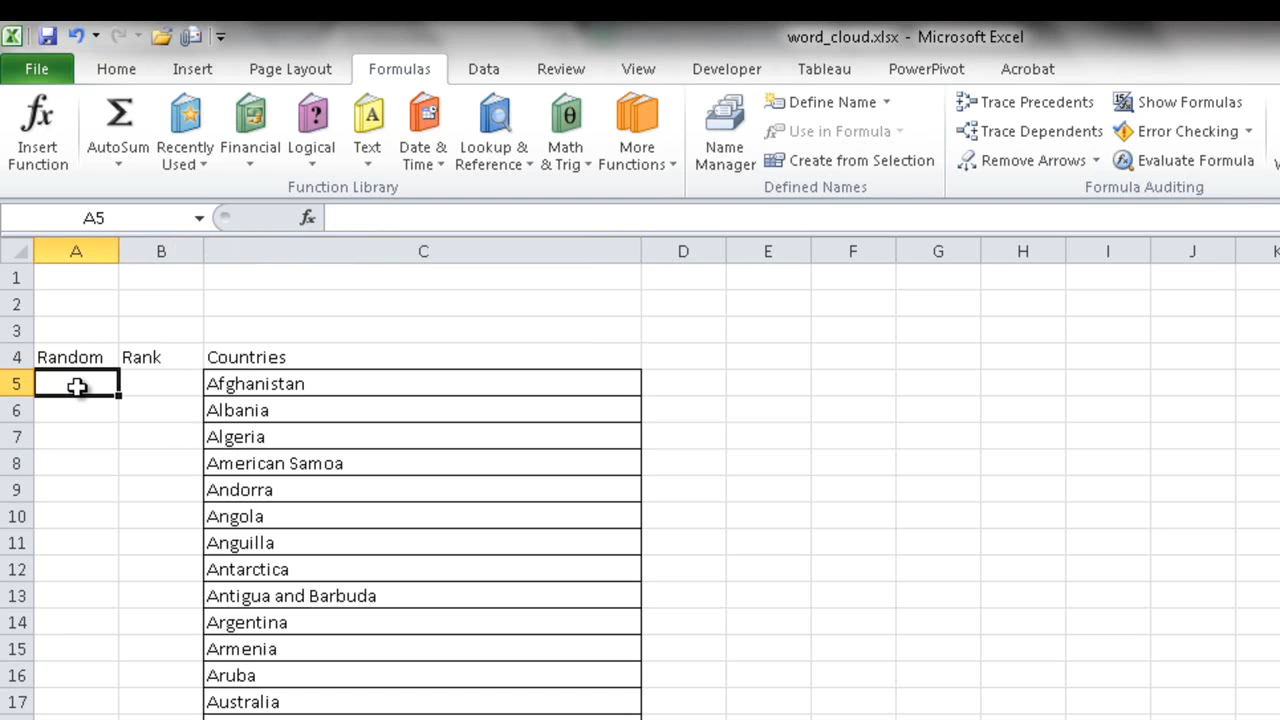 word_cloud.xlsx - Microsoft Excel
File Home Insert Page Layout Formulas Data Review View Developer Tableau PowerPivot Acrobat
fx Insert Function
Σ AutoSum
Recently Used
Financial
? Logical
A Text
Date & Time
Lookup & Reference
θ Math & Trig
More Functions
Function Library
Name Manager
Define Name
Use in Formula
Create from Selection
Defined Names
Trace Precedents
Trace Dependents
Remove Arrows
Show Formulas
Error Checking
Evaluate Formula
Formula Auditing
A5 fx
A B C D E F G H I J K
1
2
3
4 Random Rank Countries
5 Afghanistan
6 Albania
7 Algeria
8 American Samoa
9 Andorra
10 Angola
11 Anguilla
12 Antarctica
13 Antigua and Barbuda
14 Argentina
15 Armenia
16 Aruba
17 Australia